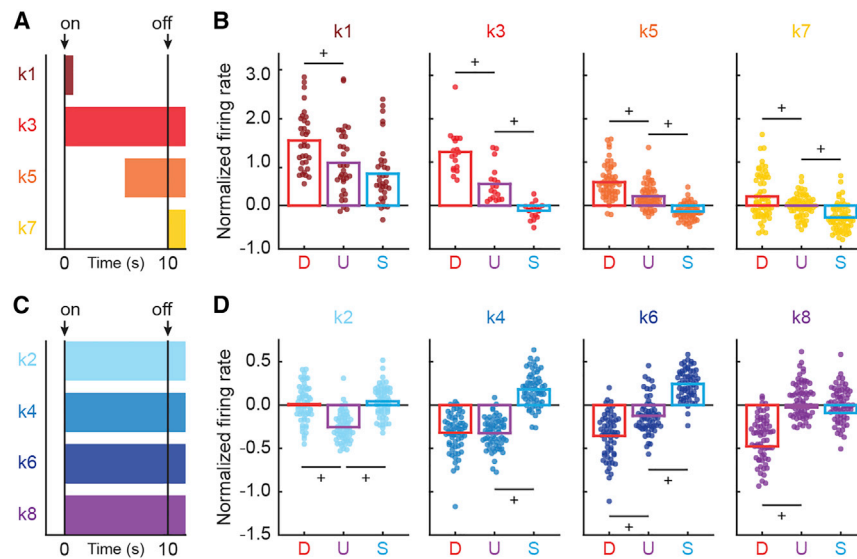 A
on off
k1
k3
k5
k7
0 Time (s) 10
B
k1 k3 k5 k7
Normalized firing rate
3.0
2.0
1.0
0.0
-1.0
+ + + + + + +
D U S D U S D U S D U S
C
on off
k2
k4
k6
k8
0 Time (s) 10
D
k2 k4 k6 k8
Normalized firing rate
0.5
0.0
-0.5
-1.0
-1.5
+ + + + + +
D U S D U S D U S D U S